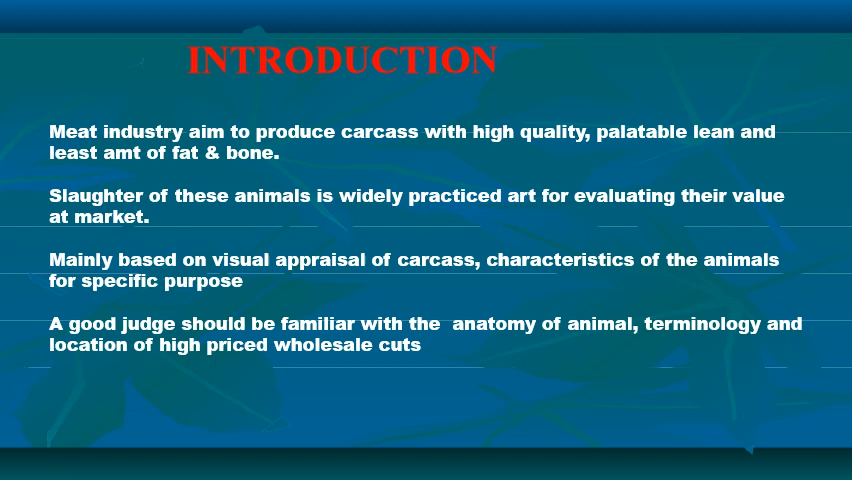 INTRODUCTION
Meat industry aim to produce carcass with high quality, palatable lean and
least amt of fat & bone.
Slaughter of these animals is widely practiced art for evaluating their value
at market.
Mainly based on visual appraisal of carcass, characteristics of the animals
for specific purpose
A good judge should be familiar with the  anatomy of animal, terminology and
location of high priced wholesale cuts